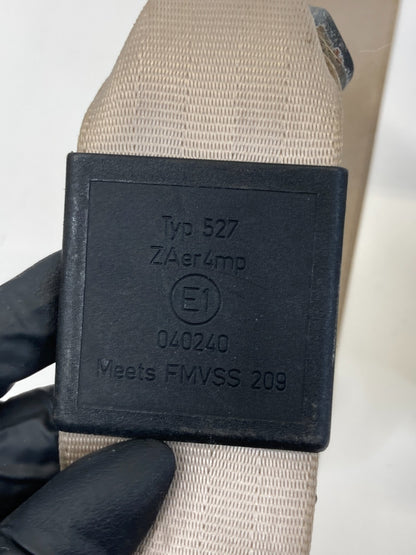 Typ 527
ZAer4mp
E1
040240
Meets FMVSS 209